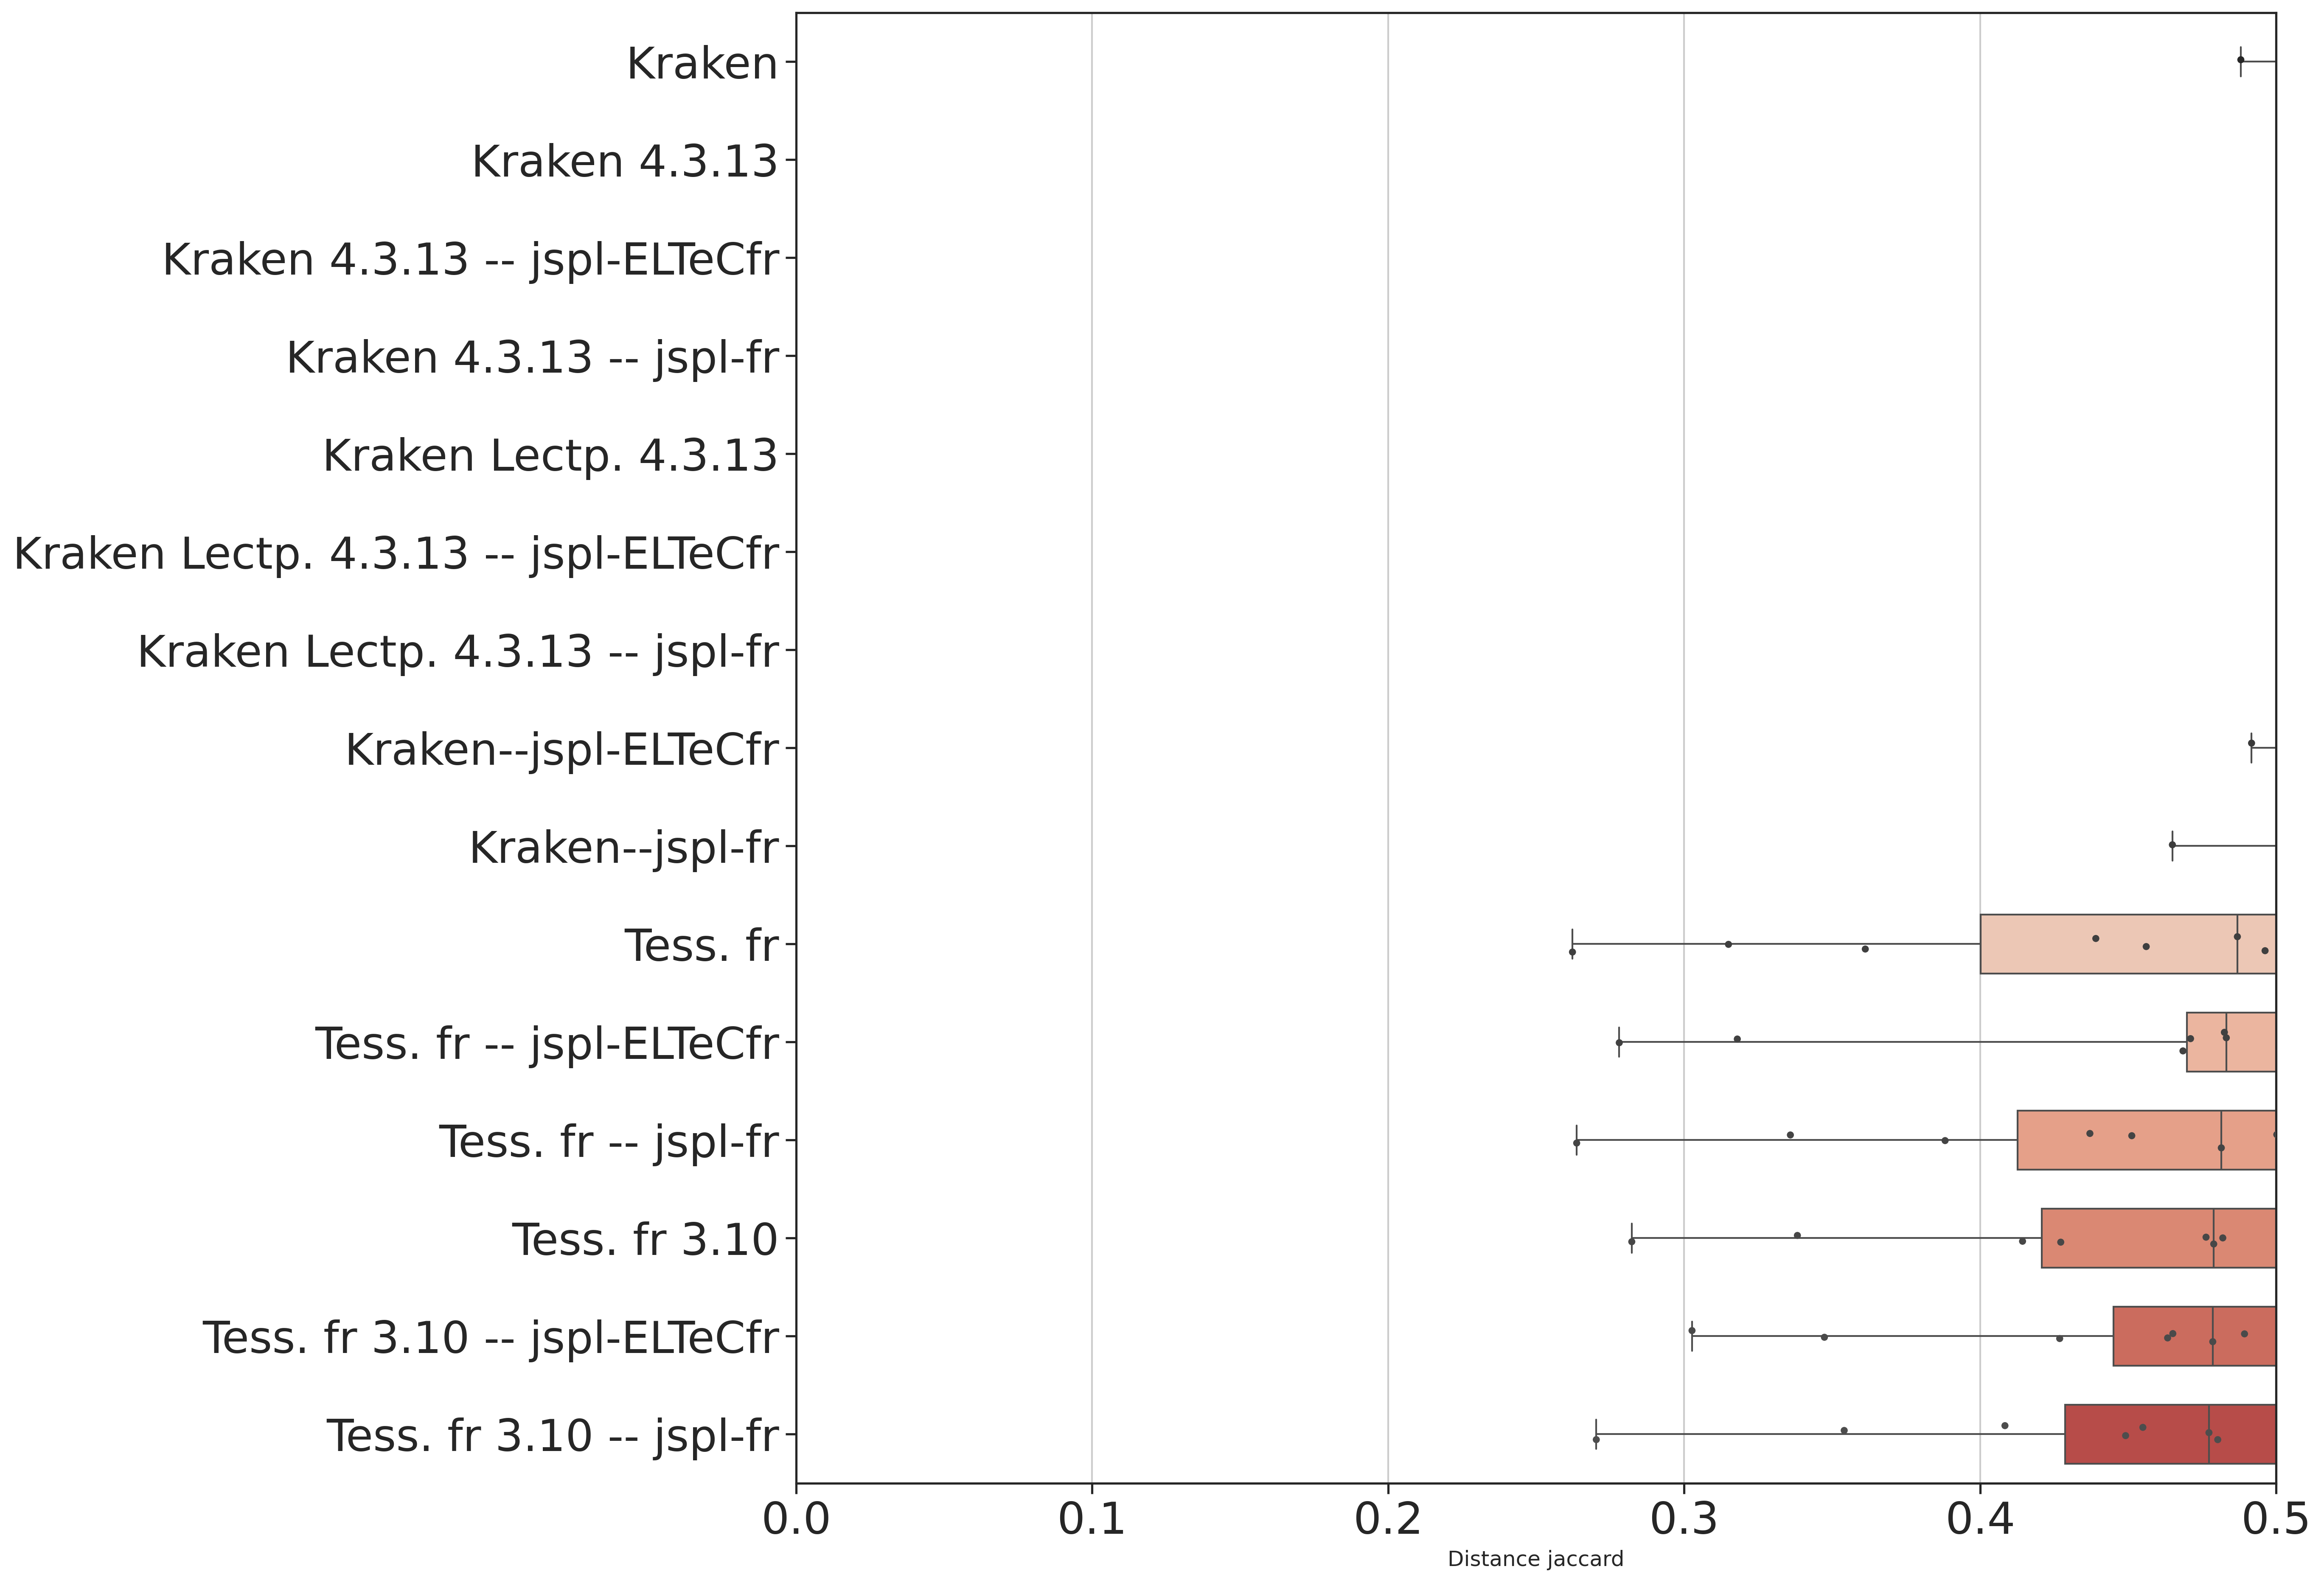 Kraken
Kraken 4.3.13
Kraken 4.3.13 -- jspl-ELTeCfr
Kraken 4.3.13 -- jspl-fr
Kraken Lectp. 4.3.13
Kraken Lectp. 4.3.13 -- jspl-ELTeCfr
Kraken Lectp. 4.3.13 -- jspl-fr
Kraken--jspl-ELTeCfr
Kraken--jspl-fr
Tess. fr
Tess. fr -- jspl-ELTeCfr
Tess. fr -- jspl-fr
Tess. fr 3.10
Tess. fr 3.10 -- jspl-ELTeCfr
Tess. fr 3.10 -- jspl-fr
0.0 0.1 0.2 0.3 0.4 0.5
Distance jaccard